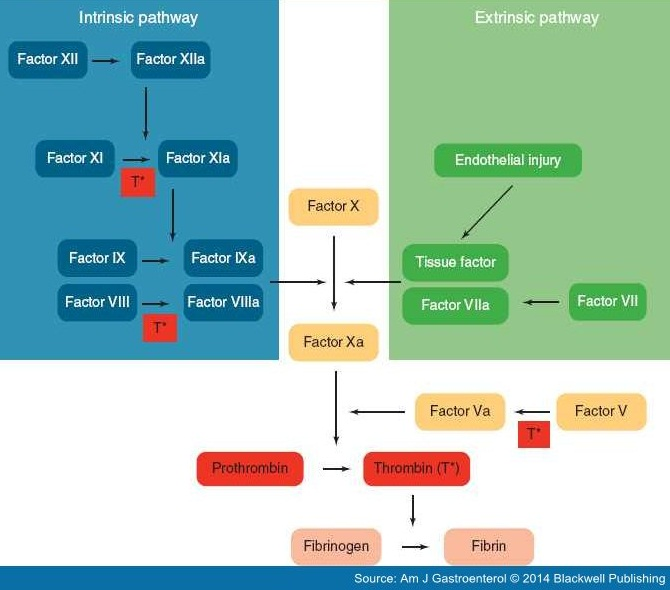 Intrinsic pathway
Extrinsic pathway
Factor XII
Factor XIIa
Factor XI
Factor XIa
T*
Endothelial injury
Factor X
Factor IX
Factor IXa
Tissue factor
Factor VIII
Factor VIIIa
T*
Factor VIIa
Factor VII
Factor Xa
Factor Va
Factor V
T*
Prothrombin
Thrombin (T*)
Fibrinogen
Fibrin
Source: Am J Gastroenterol © 2014 Blackwell Publishing